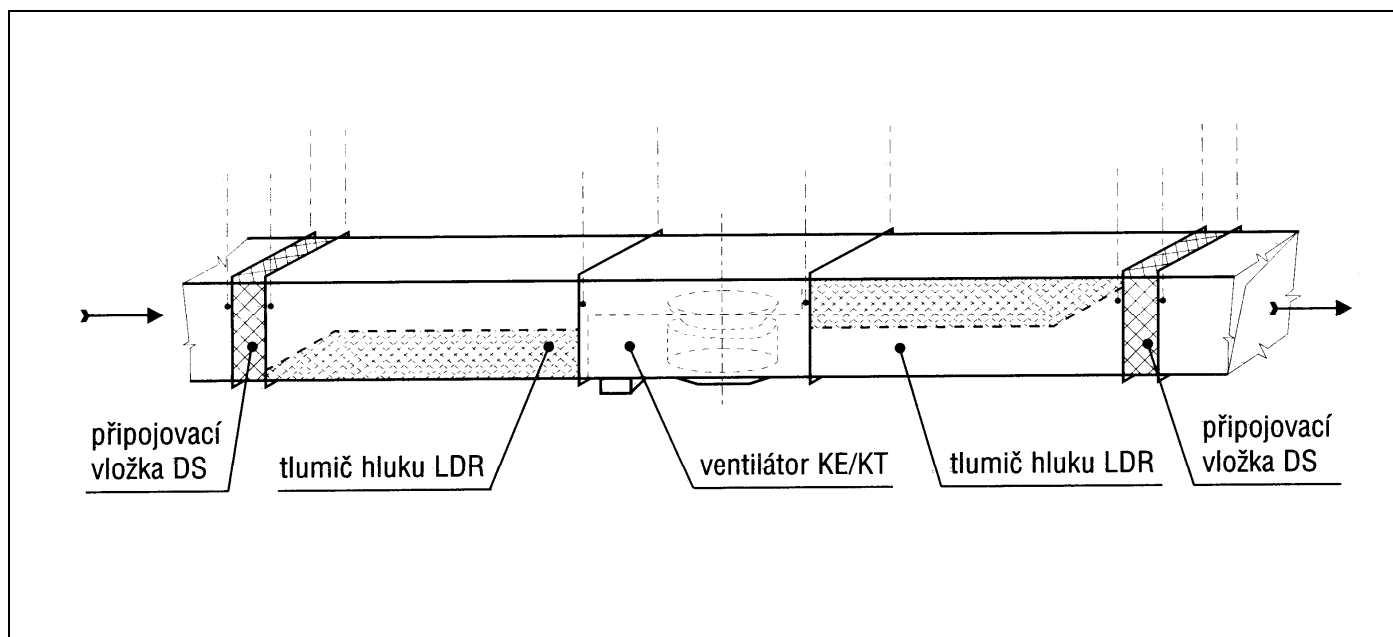 připojovací
vložka DS
tlumič hluku LDR
ventilátor KE/KT
tlumič hluku LDR
připojovací
vložka DS